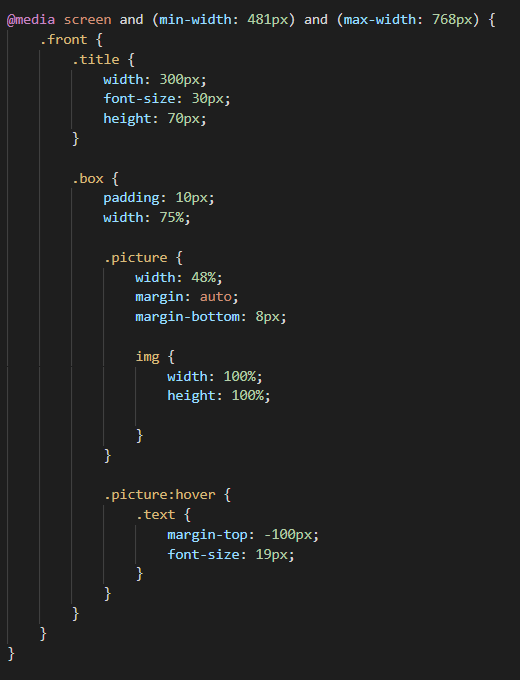 @media screen and (min-width: 481px) and (max-width: 768px) {
    .front {
        .title {
            width: 300px;
            font-size: 30px;
            height: 70px;
        }

        .box {
            padding: 10px;
            width: 75%;

            .picture {
                width: 48%;
                margin: auto;
                margin-bottom: 8px;

                img {
                    width: 100%;
                    height: 100%;

                }
            }

            .picture:hover {
                .text {
                    margin-top: -100px;
                    font-size: 19px;
                }
            }
        }
    }
}